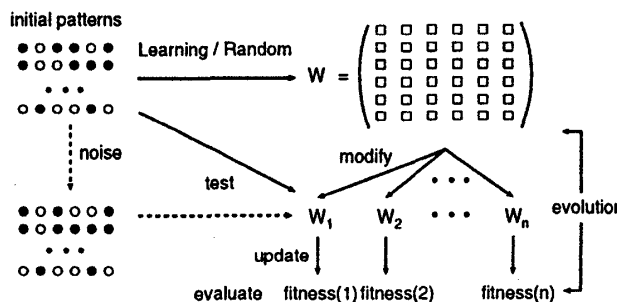 initial patterns
Learning / Random
W =
noise
modify
test
W1
W2
Wn
evolution
update
evaluate
fitness(1)
fitness(2)
fitness(n)